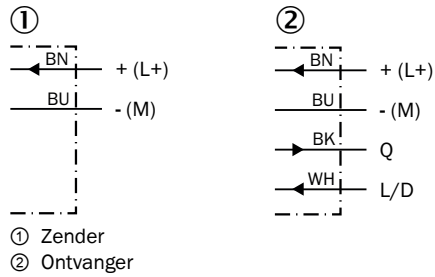 ① ②
BN + (L+) BN + (L+)
BU - (M) BU - (M)
BK Q
WH L/D
① Zender
② Ontvanger